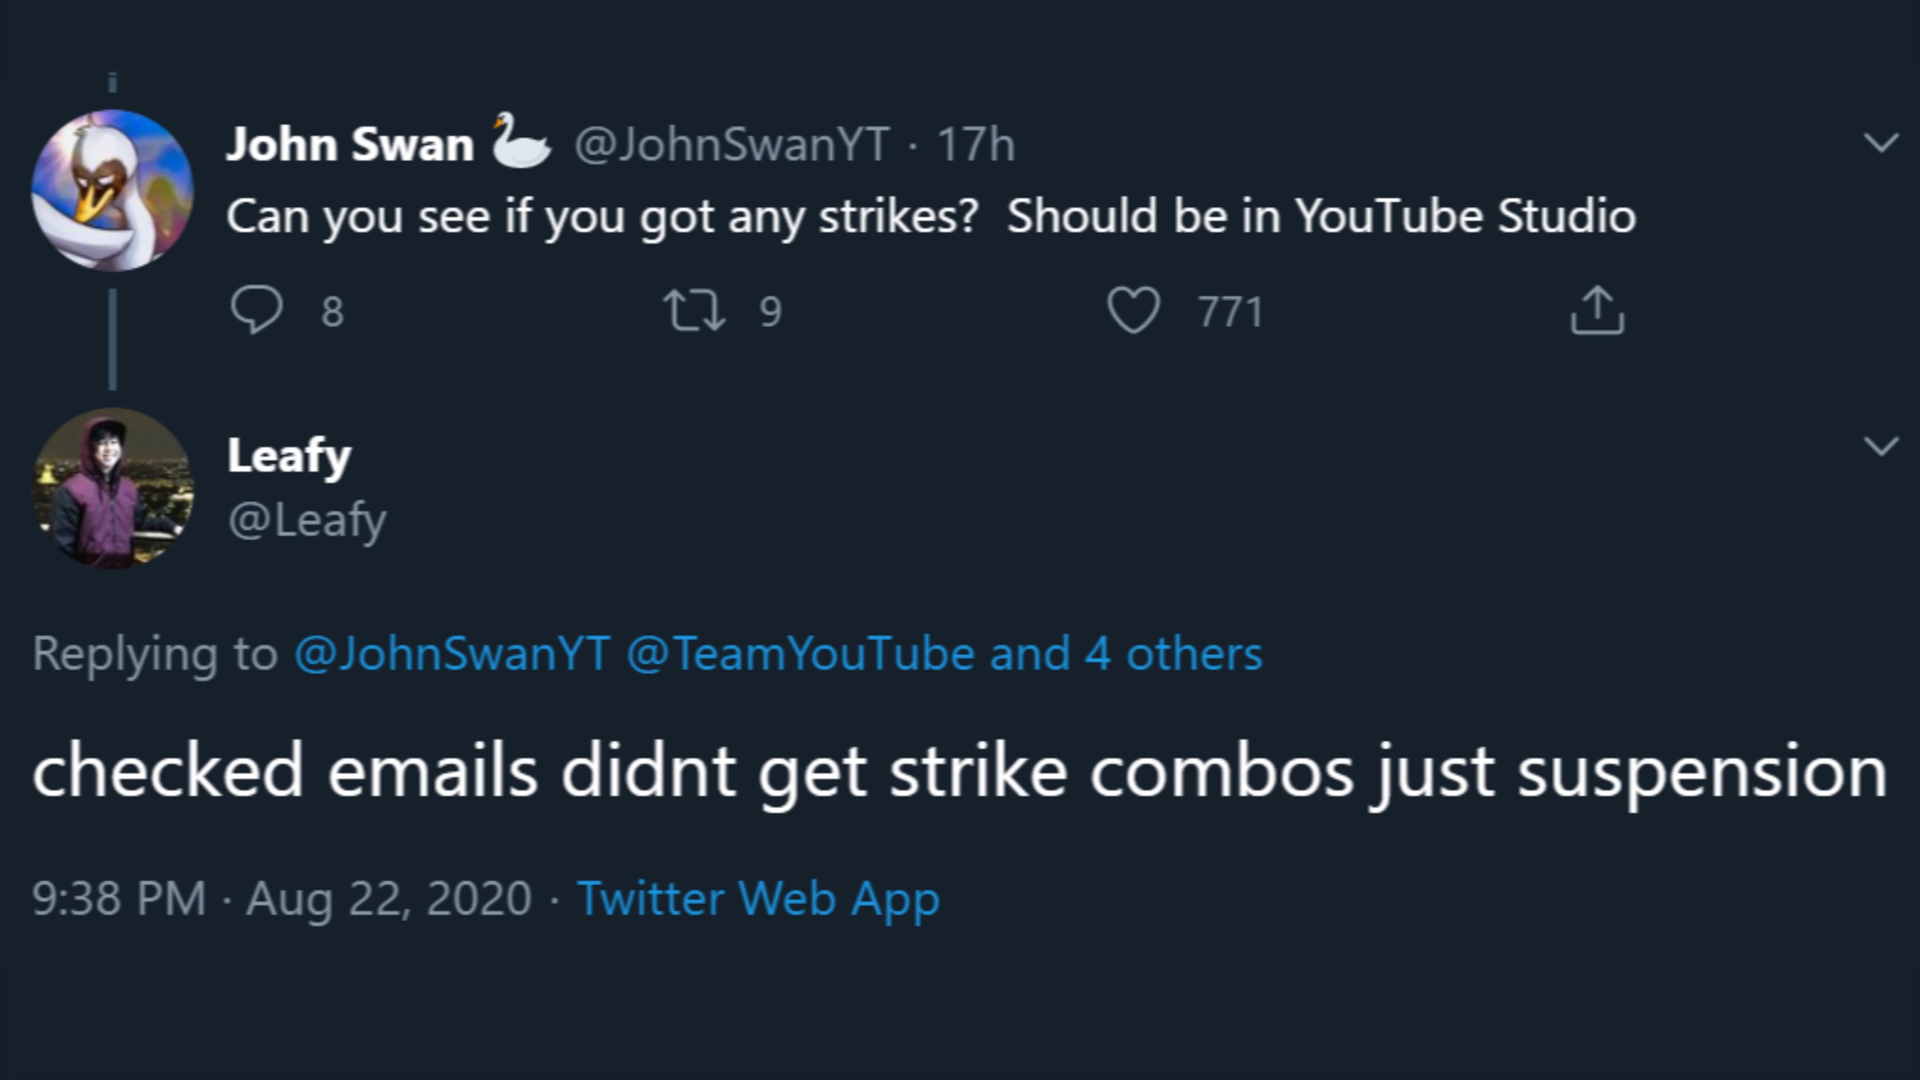 John Swan 🦢 @JohnSwanYT · 17h
Can you see if you got any strikes?  Should be in YouTube Studio
8 9 771
Leafy
@Leafy
Replying to @JohnSwanYT @TeamYouTube and 4 others
checked emails didnt get strike combos just suspension
9:38 PM · Aug 22, 2020 · Twitter Web App